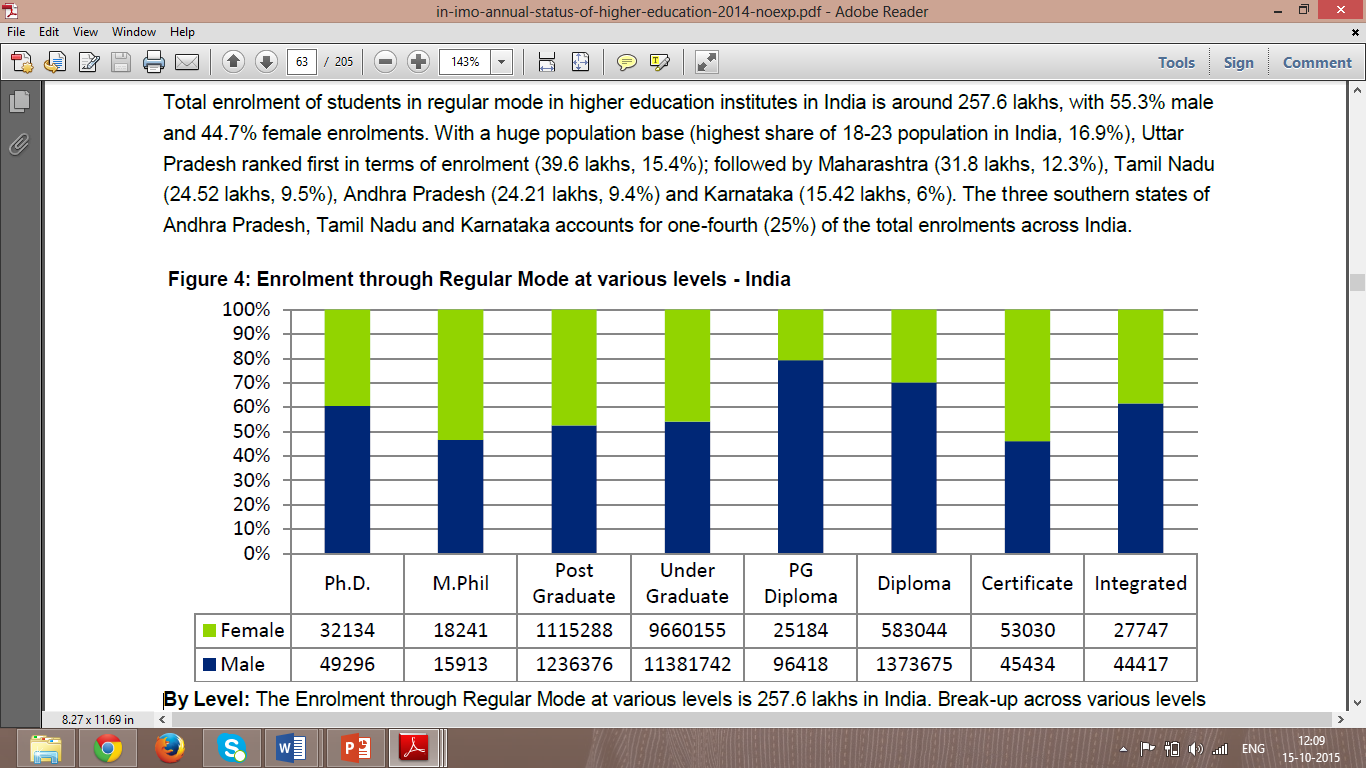 in-imo-annual-status-of-higher-education-2014-noexp.pdf - Adobe Reader
File Edit View Window Help
63 / 205 143% Tools Sign Comment
Total enrolment of students in regular mode in higher education institutes in India is around 257.6 lakhs, with 55.3% male
and 44.7% female enrolments. With a huge population base (highest share of 18-23 population in India, 16.9%), Uttar
Pradesh ranked first in terms of enrolment (39.6 lakhs, 15.4%); followed by Maharashtra (31.8 lakhs, 12.3%), Tamil Nadu
(24.52 lakhs, 9.5%), Andhra Pradesh (24.21 lakhs, 9.4%) and Karnataka (15.42 lakhs, 6%). The three southern states of
Andhra Pradesh, Tamil Nadu and Karnataka accounts for one-fourth (25%) of the total enrolments across India.
Figure 4: Enrolment through Regular Mode at various levels - India
100%
90%
80%
70%
60%
50%
40%
30%
20%
10%
0%
Ph.D. M.Phil Post Graduate Under Graduate PG Diploma Diploma Certificate Integrated
Female 32134 18241 1115288 9660155 25184 583044 53030 27747
Male 49296 15913 1236376 11381742 96418 1373675 45434 44417
By Level: The Enrolment through Regular Mode at various levels is 257.6 lakhs in India. Break-up across various levels
8.27 x 11.69 in
ENG 12:09
15-10-2015